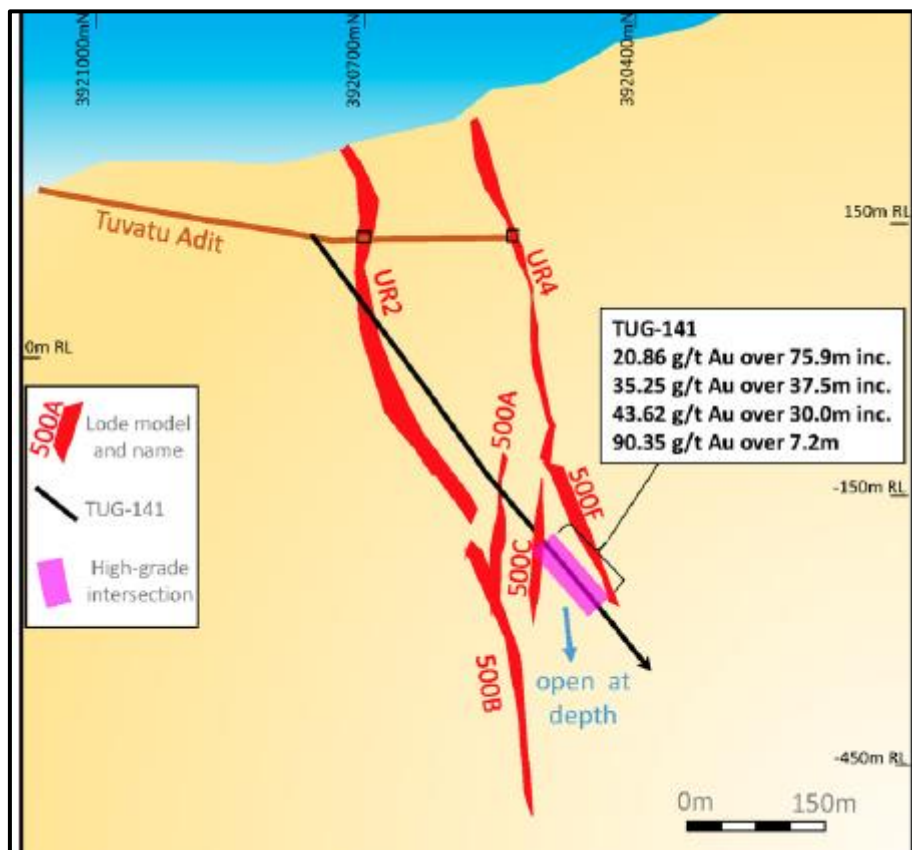 3921000mN
3920700mN
3920400mN
Tuvatu Adit
150m RL
UR2
UR4
0m RL
TUG-141
20.86 g/t Au over 75.9m inc.
35.25 g/t Au over 37.5m inc.
43.62 g/t Au over 30.0m inc.
90.35 g/t Au over 7.2m
500A
Lode model
and name
TUG-141
High-grade
intersection
500A
500F
-150m RL
500C
500B
open at
depth
-450m RL
0m
150m